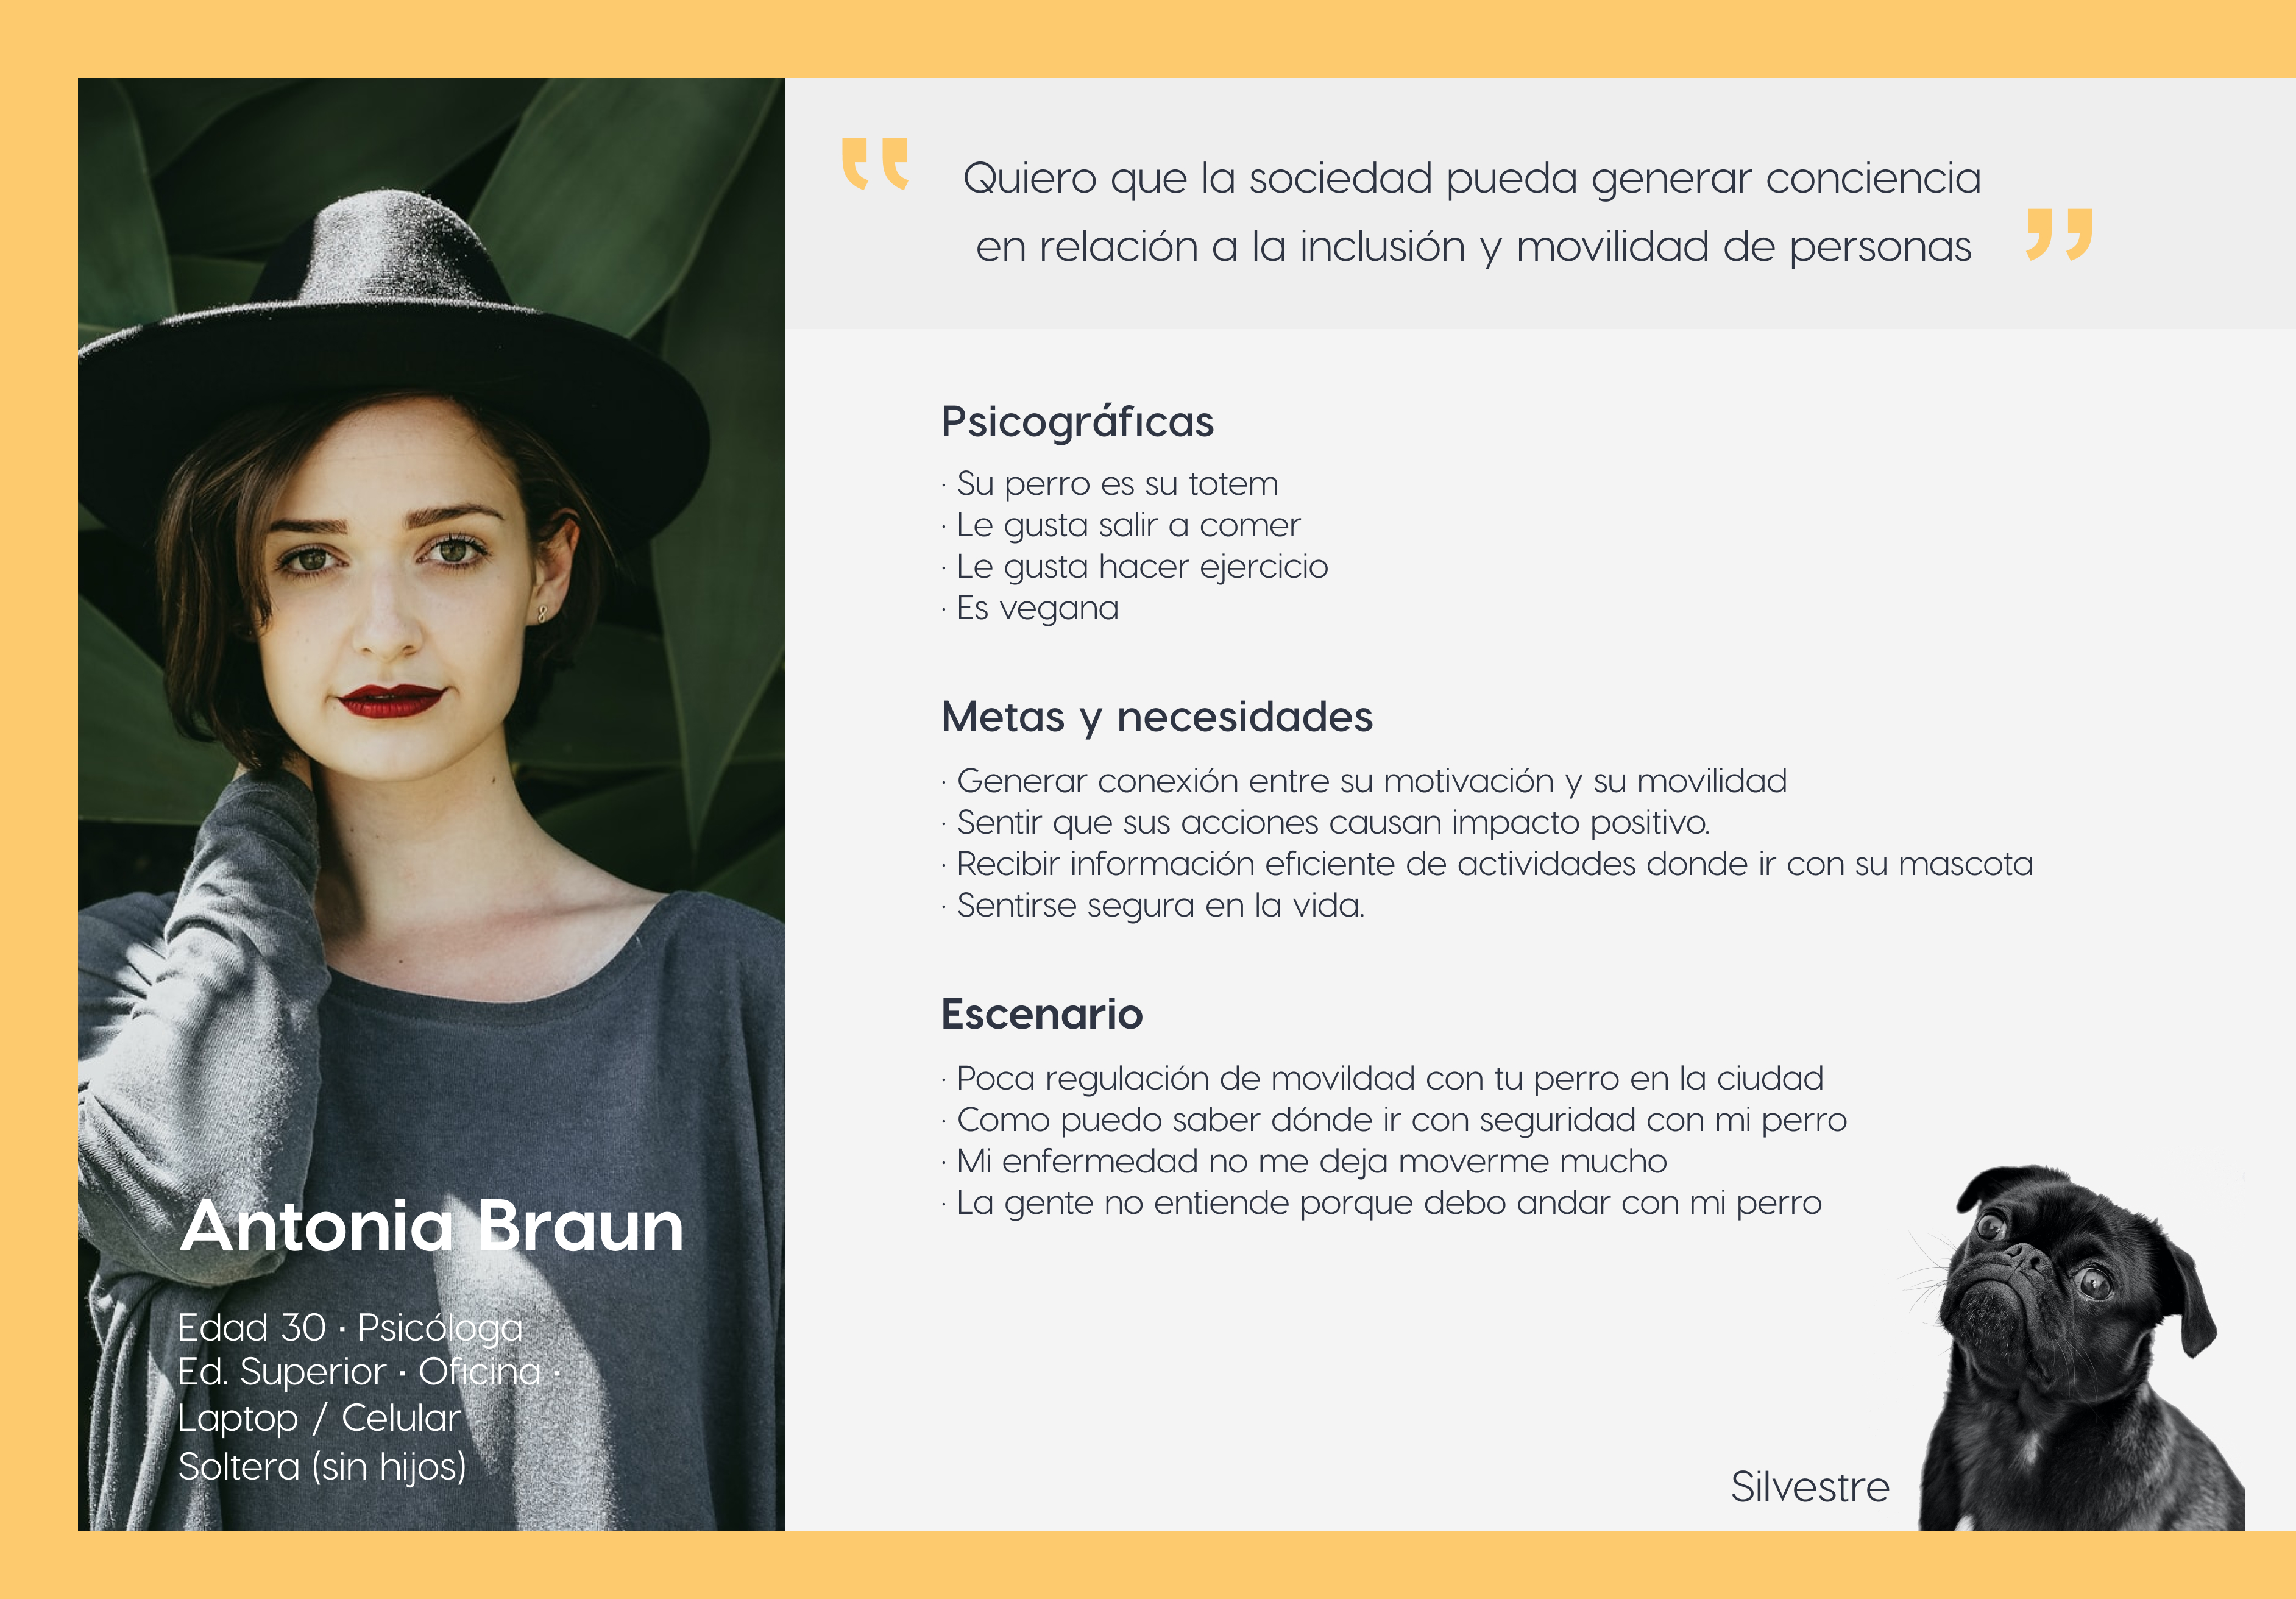 “ Quiero que la sociedad pueda generar conciencia
en relación a la inclusión y movilidad de personas ”
Psicográficas
· Su perro es su totem
· Le gusta salir a comer
· Le gusta hacer ejercicio
· Es vegana
Metas y necesidades
· Generar conexión entre su motivación y su movilidad
· Sentir que sus acciones causan impacto positivo.
· Recibir información eficiente de actividades donde ir con su mascota
· Sentirse segura en la vida.
Escenario
· Poca regulación de movildad con tu perro en la ciudad
· Como puedo saber dónde ir con seguridad con mi perro
· Mi enfermedad no me deja moverme mucho
· La gente no entiende porque debo andar con mi perro
Antonia Braun
Edad 30 · Psicóloga
Ed. Superior · Oficina ·
Laptop / Celular
Soltera (sin hijos)
Silvestre